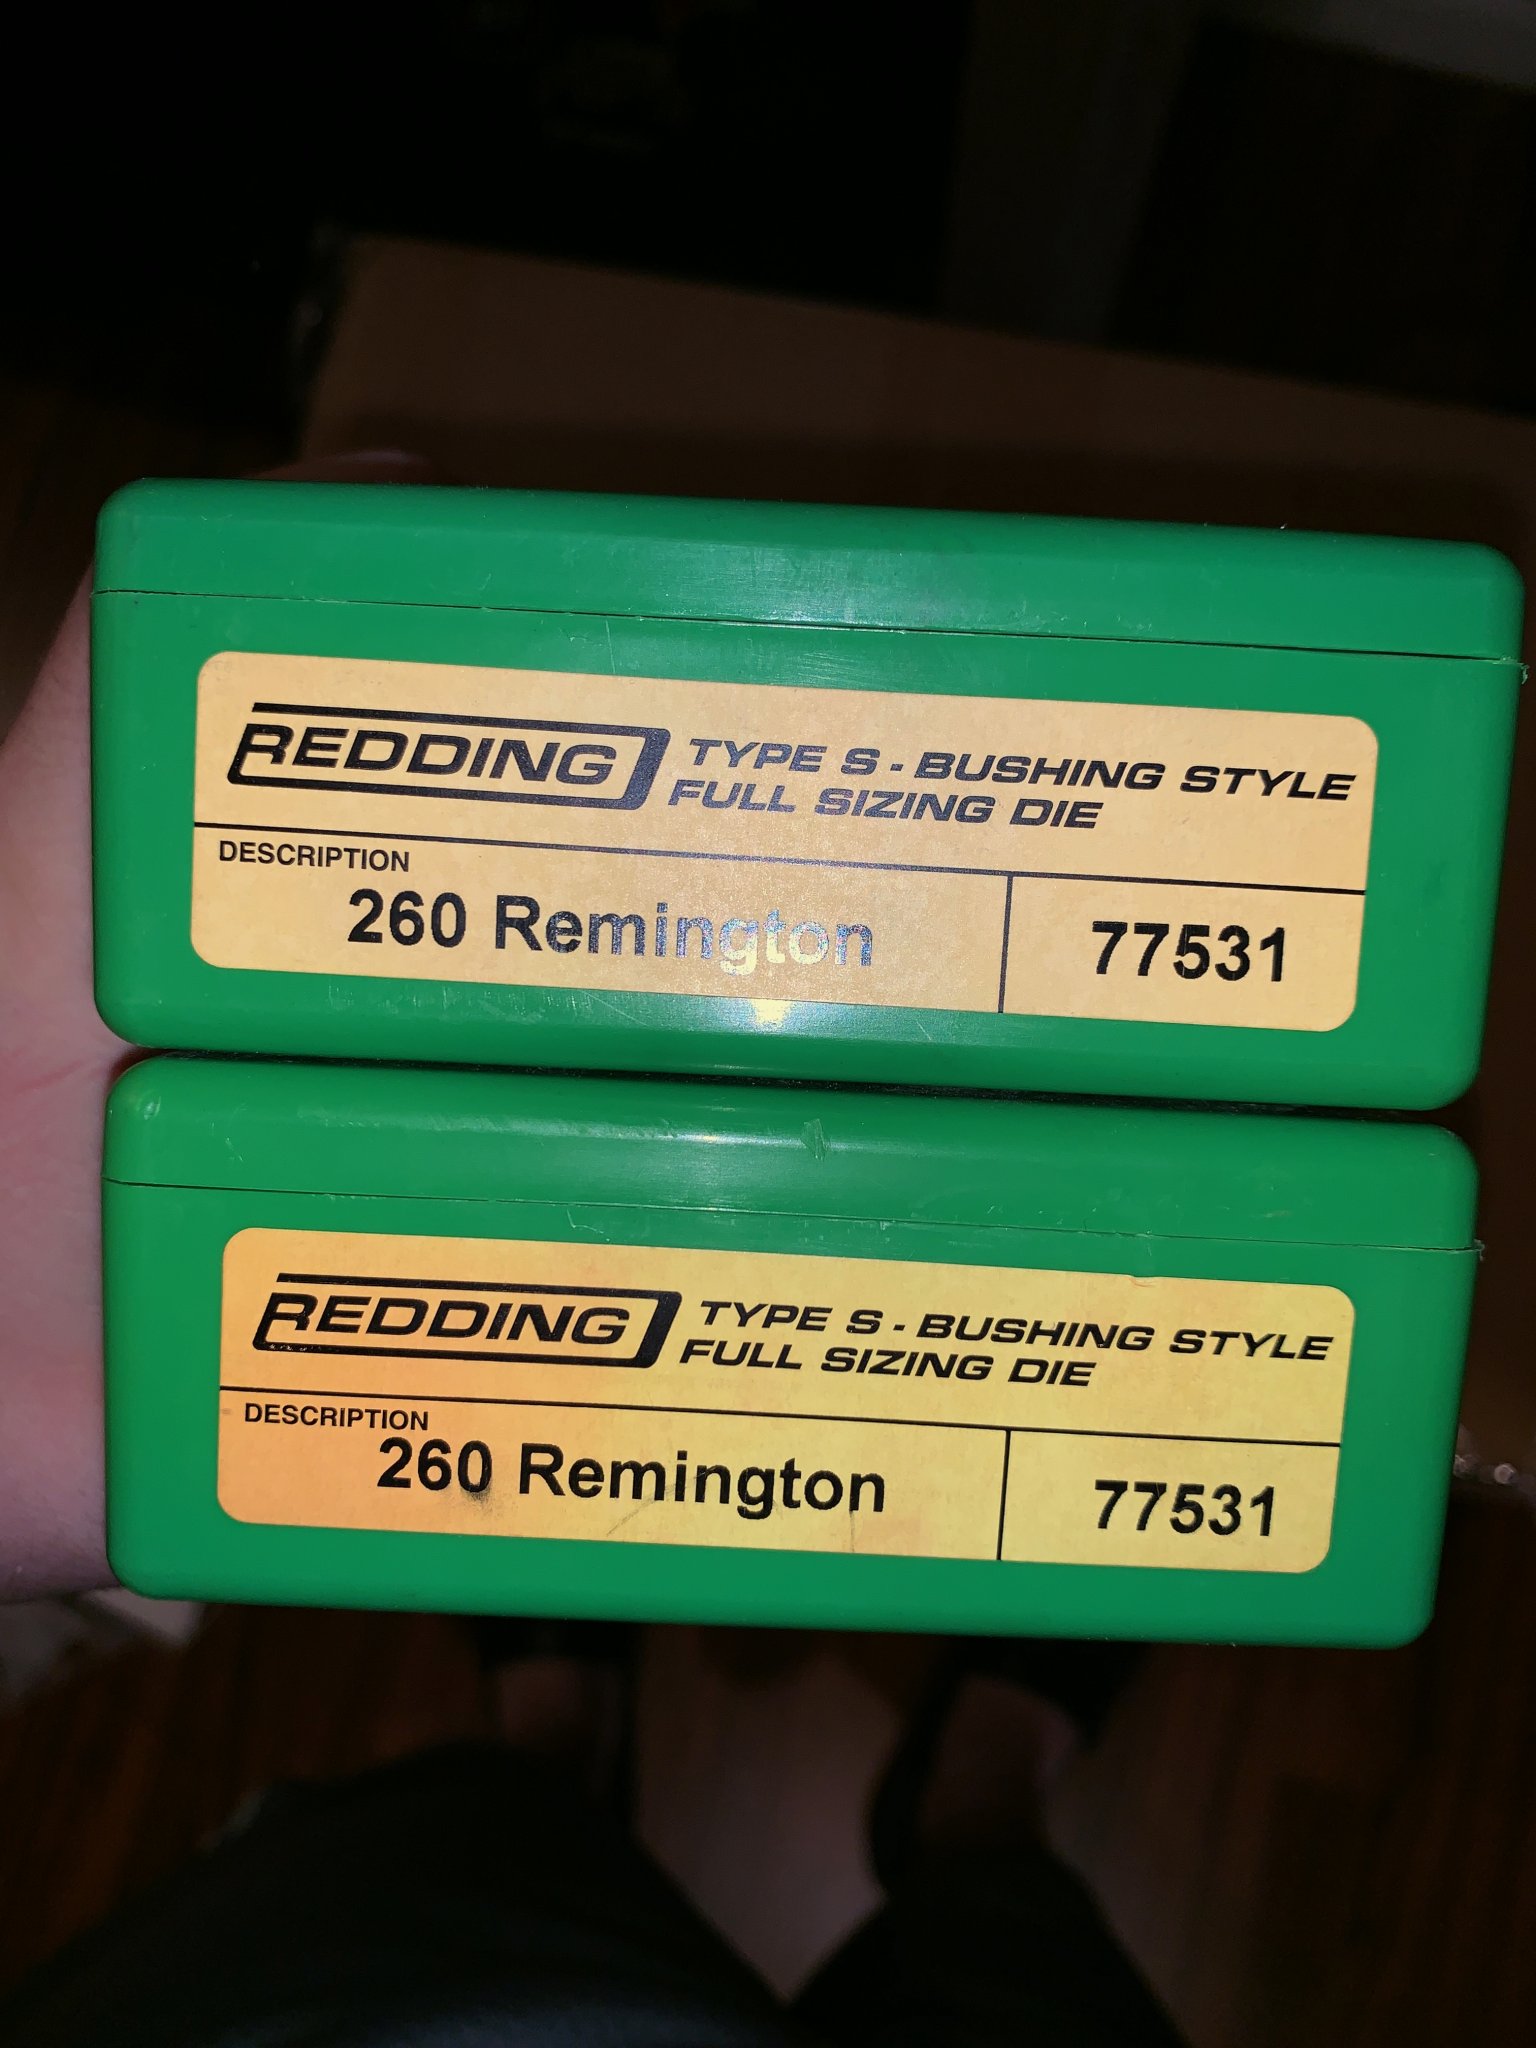 REDDING TYPE S - BUSHING STYLE
FULL SIZING DIE
DESCRIPTION
260 Remington 77531
REDDING TYPE S - BUSHING STYLE
FULL SIZING DIE
DESCRIPTION
260 Remington 77531